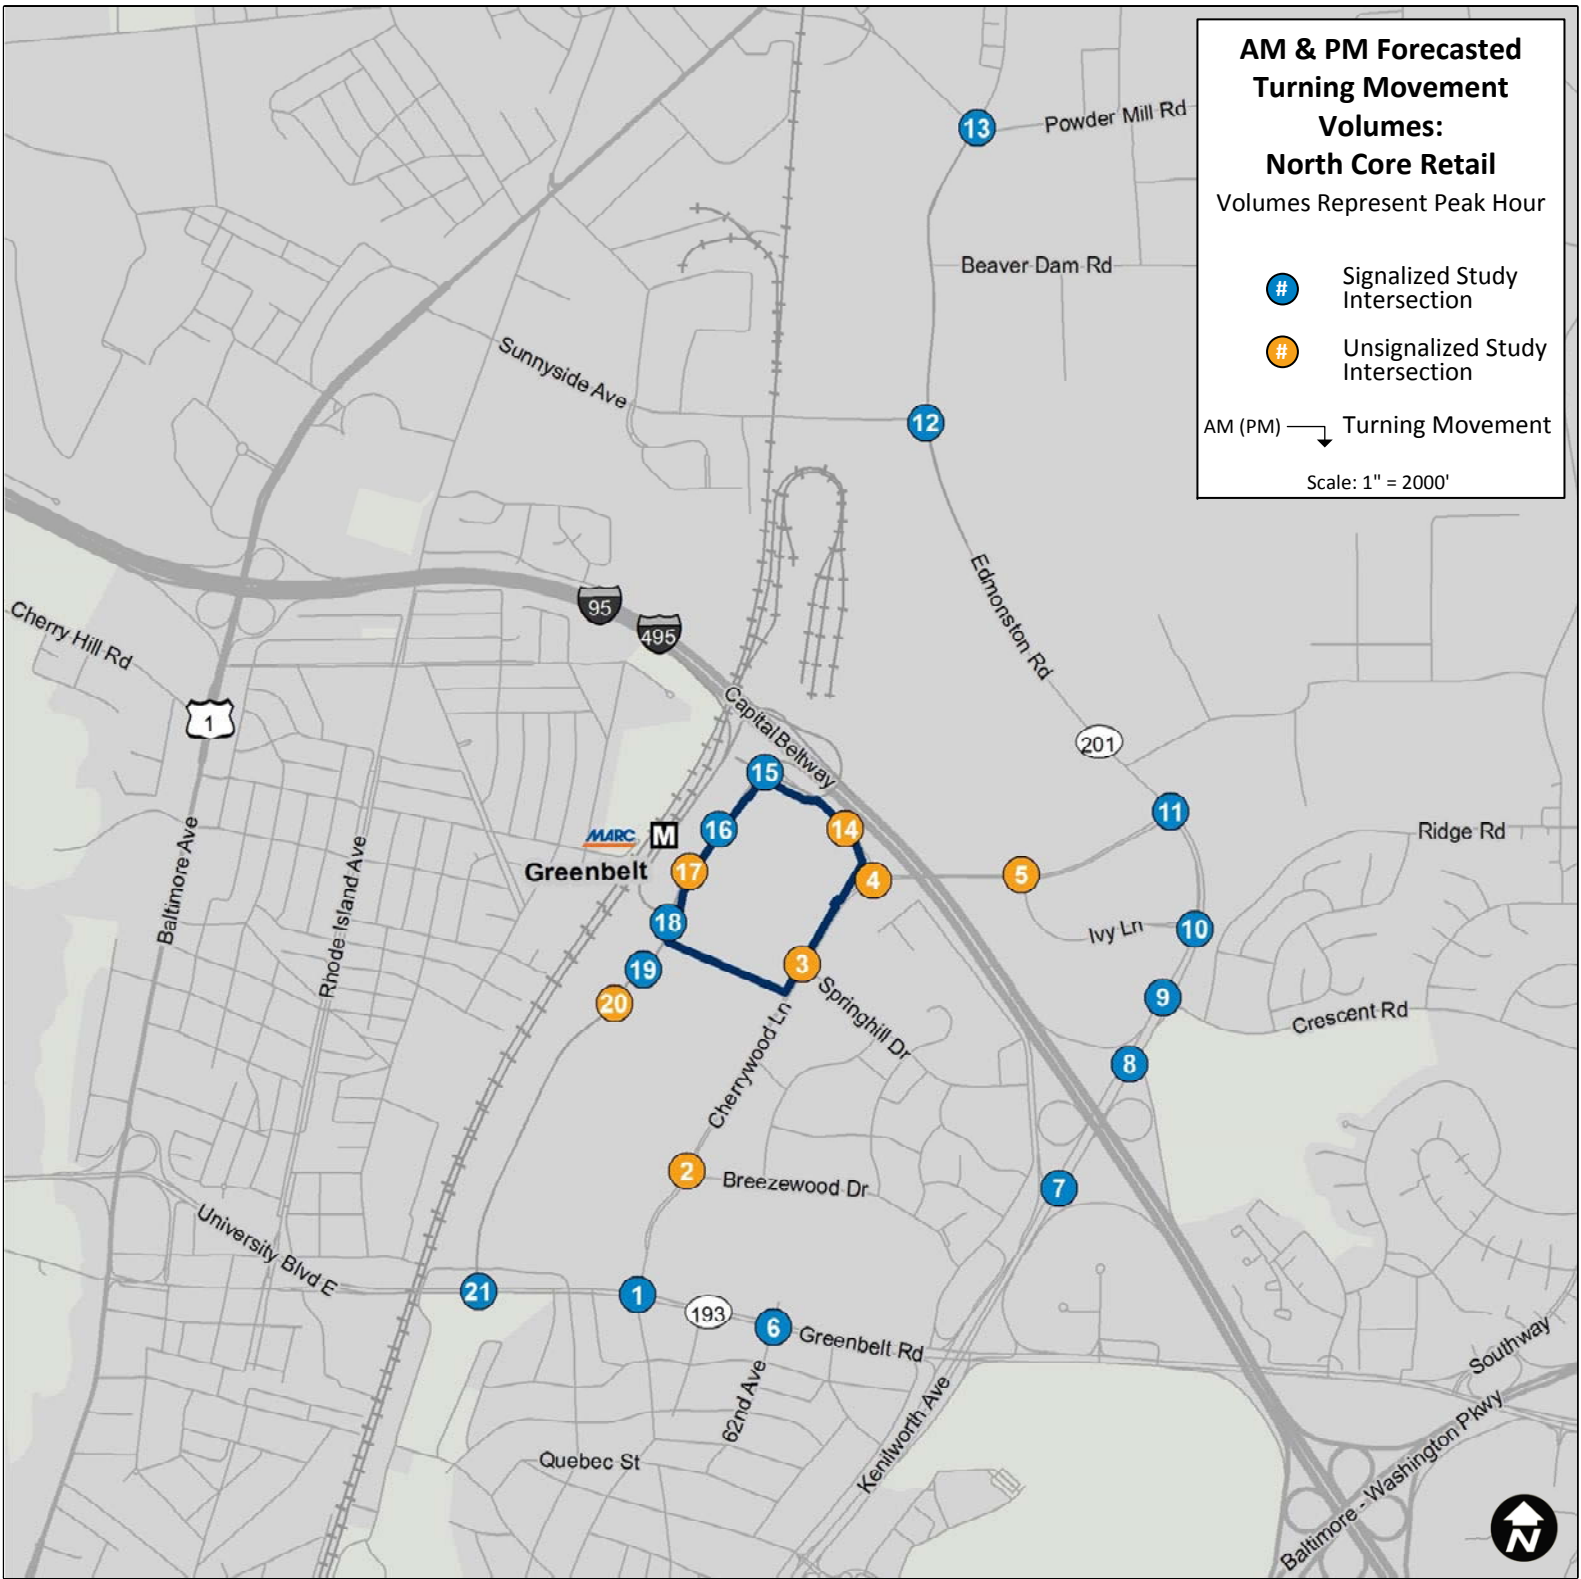 AM & PM Forecasted
Turning Movement
Volumes:
North Core Retail
Volumes Represent Peak Hour
# Signalized Study
Intersection
# Unsignalized Study
Intersection
AM (PM) Turning Movement
Scale: 1" = 2000'
13
Powder Mill Rd
Beaver Dam Rd
Sunnyside Ave
12
Edmonston Rd
95
495
Cherry Hill Rd
1
Capital Beltway
201
15
16
14
11
Ridge Rd
MARC
M
Greenbelt
17
4
5
18
Ivy Ln
10
Baltimore Ave
Rhode Island Ave
19
3
20
Springhill Dr
9
Crescent Rd
Cherrywood Ln
8
2
Breezewood Dr
7
University Blvd E
21
1
193
6
Greenbelt Rd
Southway
62nd Ave
Kenilworth Ave
Quebec St
Baltimore - Washington Pkwy
N